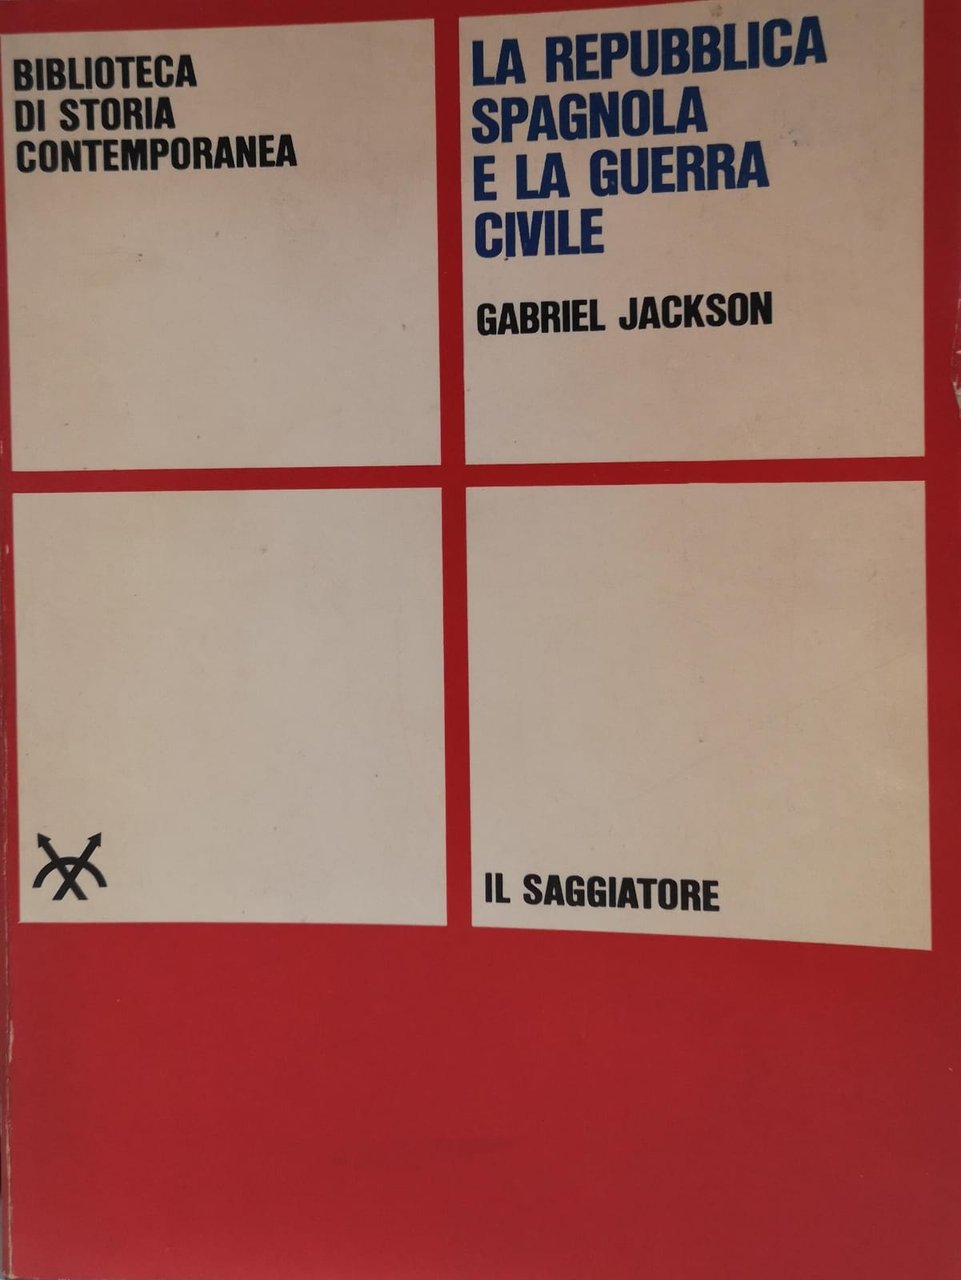 BIBLIOTECA
DI STORIA
CONTEMPORANEA
LA REPUBBLICA
SPAGNOLA
E LA GUERRA
CIVILE
GABRIEL JACKSON
IL SAGGIATORE